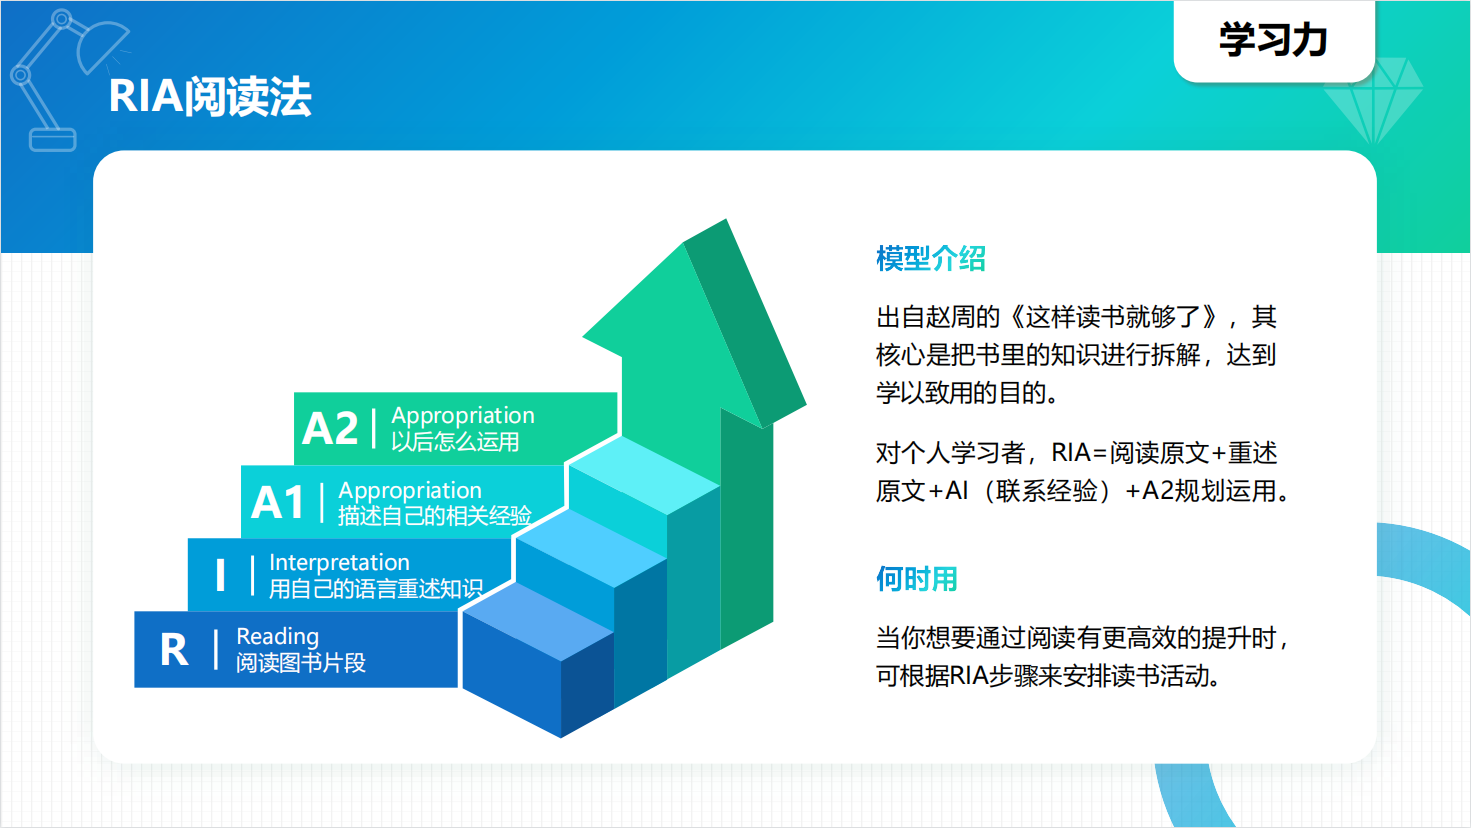 学习力
RIA阅读法
A2
Appropriation
以后怎么运用
A1
Appropriation
描述自己的相关经验
I
Interpretation
用自己的语言重述知识
R
Reading
阅读图书片段
模型介绍
出自赵周的《这样读书就够了》，其
核心是把书里的知识进行拆解，达到
学以致用的目的。
对个人学习者，RIA=阅读原文+重述
原文+AI（联系经验）+A2规划运用。
何时用
当你想要通过阅读有更高效的提升时，
可根据RIA步骤来安排读书活动。